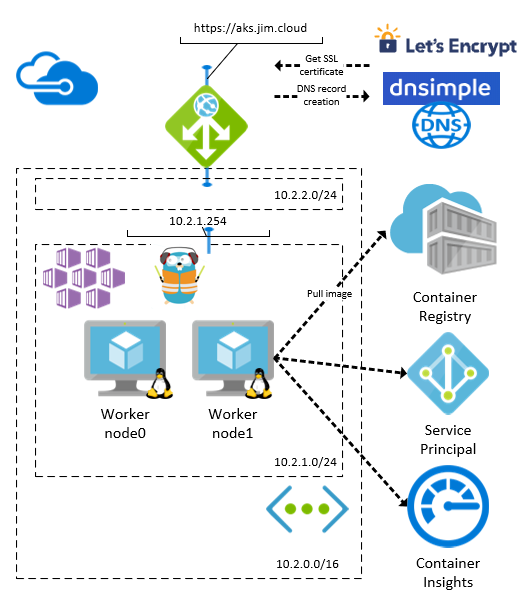 https://aks.jim.cloud
Let's Encrypt
Get SSL
certificate
dnsimple
DNS record
creation
DNS
10.2.2.0/24
10.2.1.254
Pull image
Container
Registry
Worker
node0
Worker
node1
Service
Principal
10.2.1.0/24
10.2.0.0/16
Container
Insights